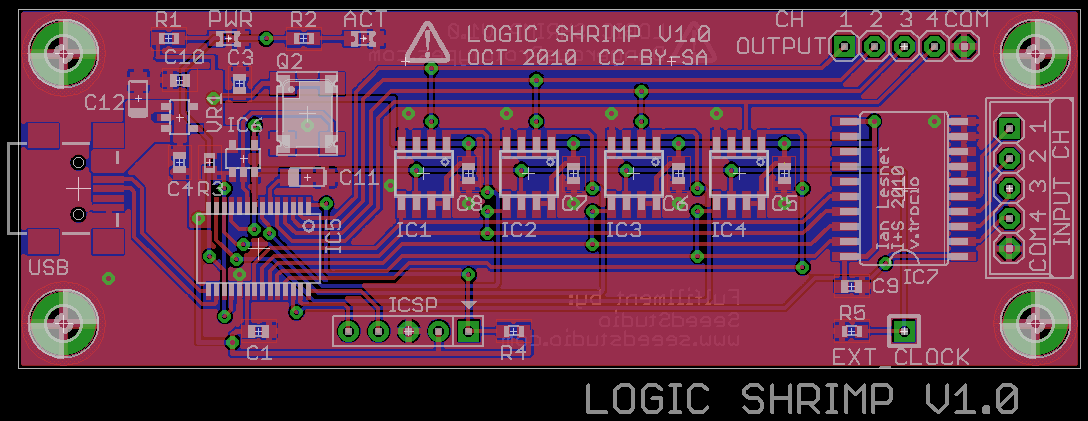 R1 PWR R2 ACT
LOGIC SHRIMP V1.0
OCT 2010 CC-BY-SA
CH 1 2 3 4 COM
OUTPUT
C10 C3 Q2
C12 VR1
IC6
C4 R3 C11
C8 C7 C6 C5
IC1 IC2 IC3 IC4
IC5
Ian Lesnet
I+S 2010
v.trocio
IC7
1 2 3 4 COM
INPUT CH
USB
C9
ICSP
Fulfillment by:
SeeedStudio
www.seeedstudio.com
R5
C1 R4
EXT_CLOCK
LOGIC SHRIMP V1.0